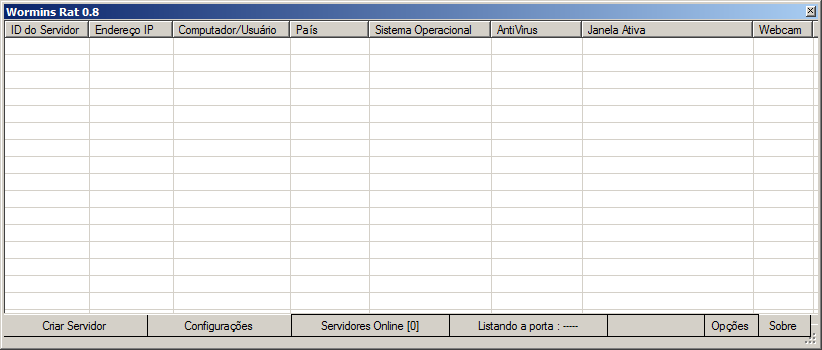 Wormins Rat 0.8
ID do Servidor Endereço IP Computador/Usuário País Sistema Operacional AntiVirus Janela Ativa Webcam
Criar Servidor Configurações Servidores Online [0] Listando a porta : ----- Opções Sobre